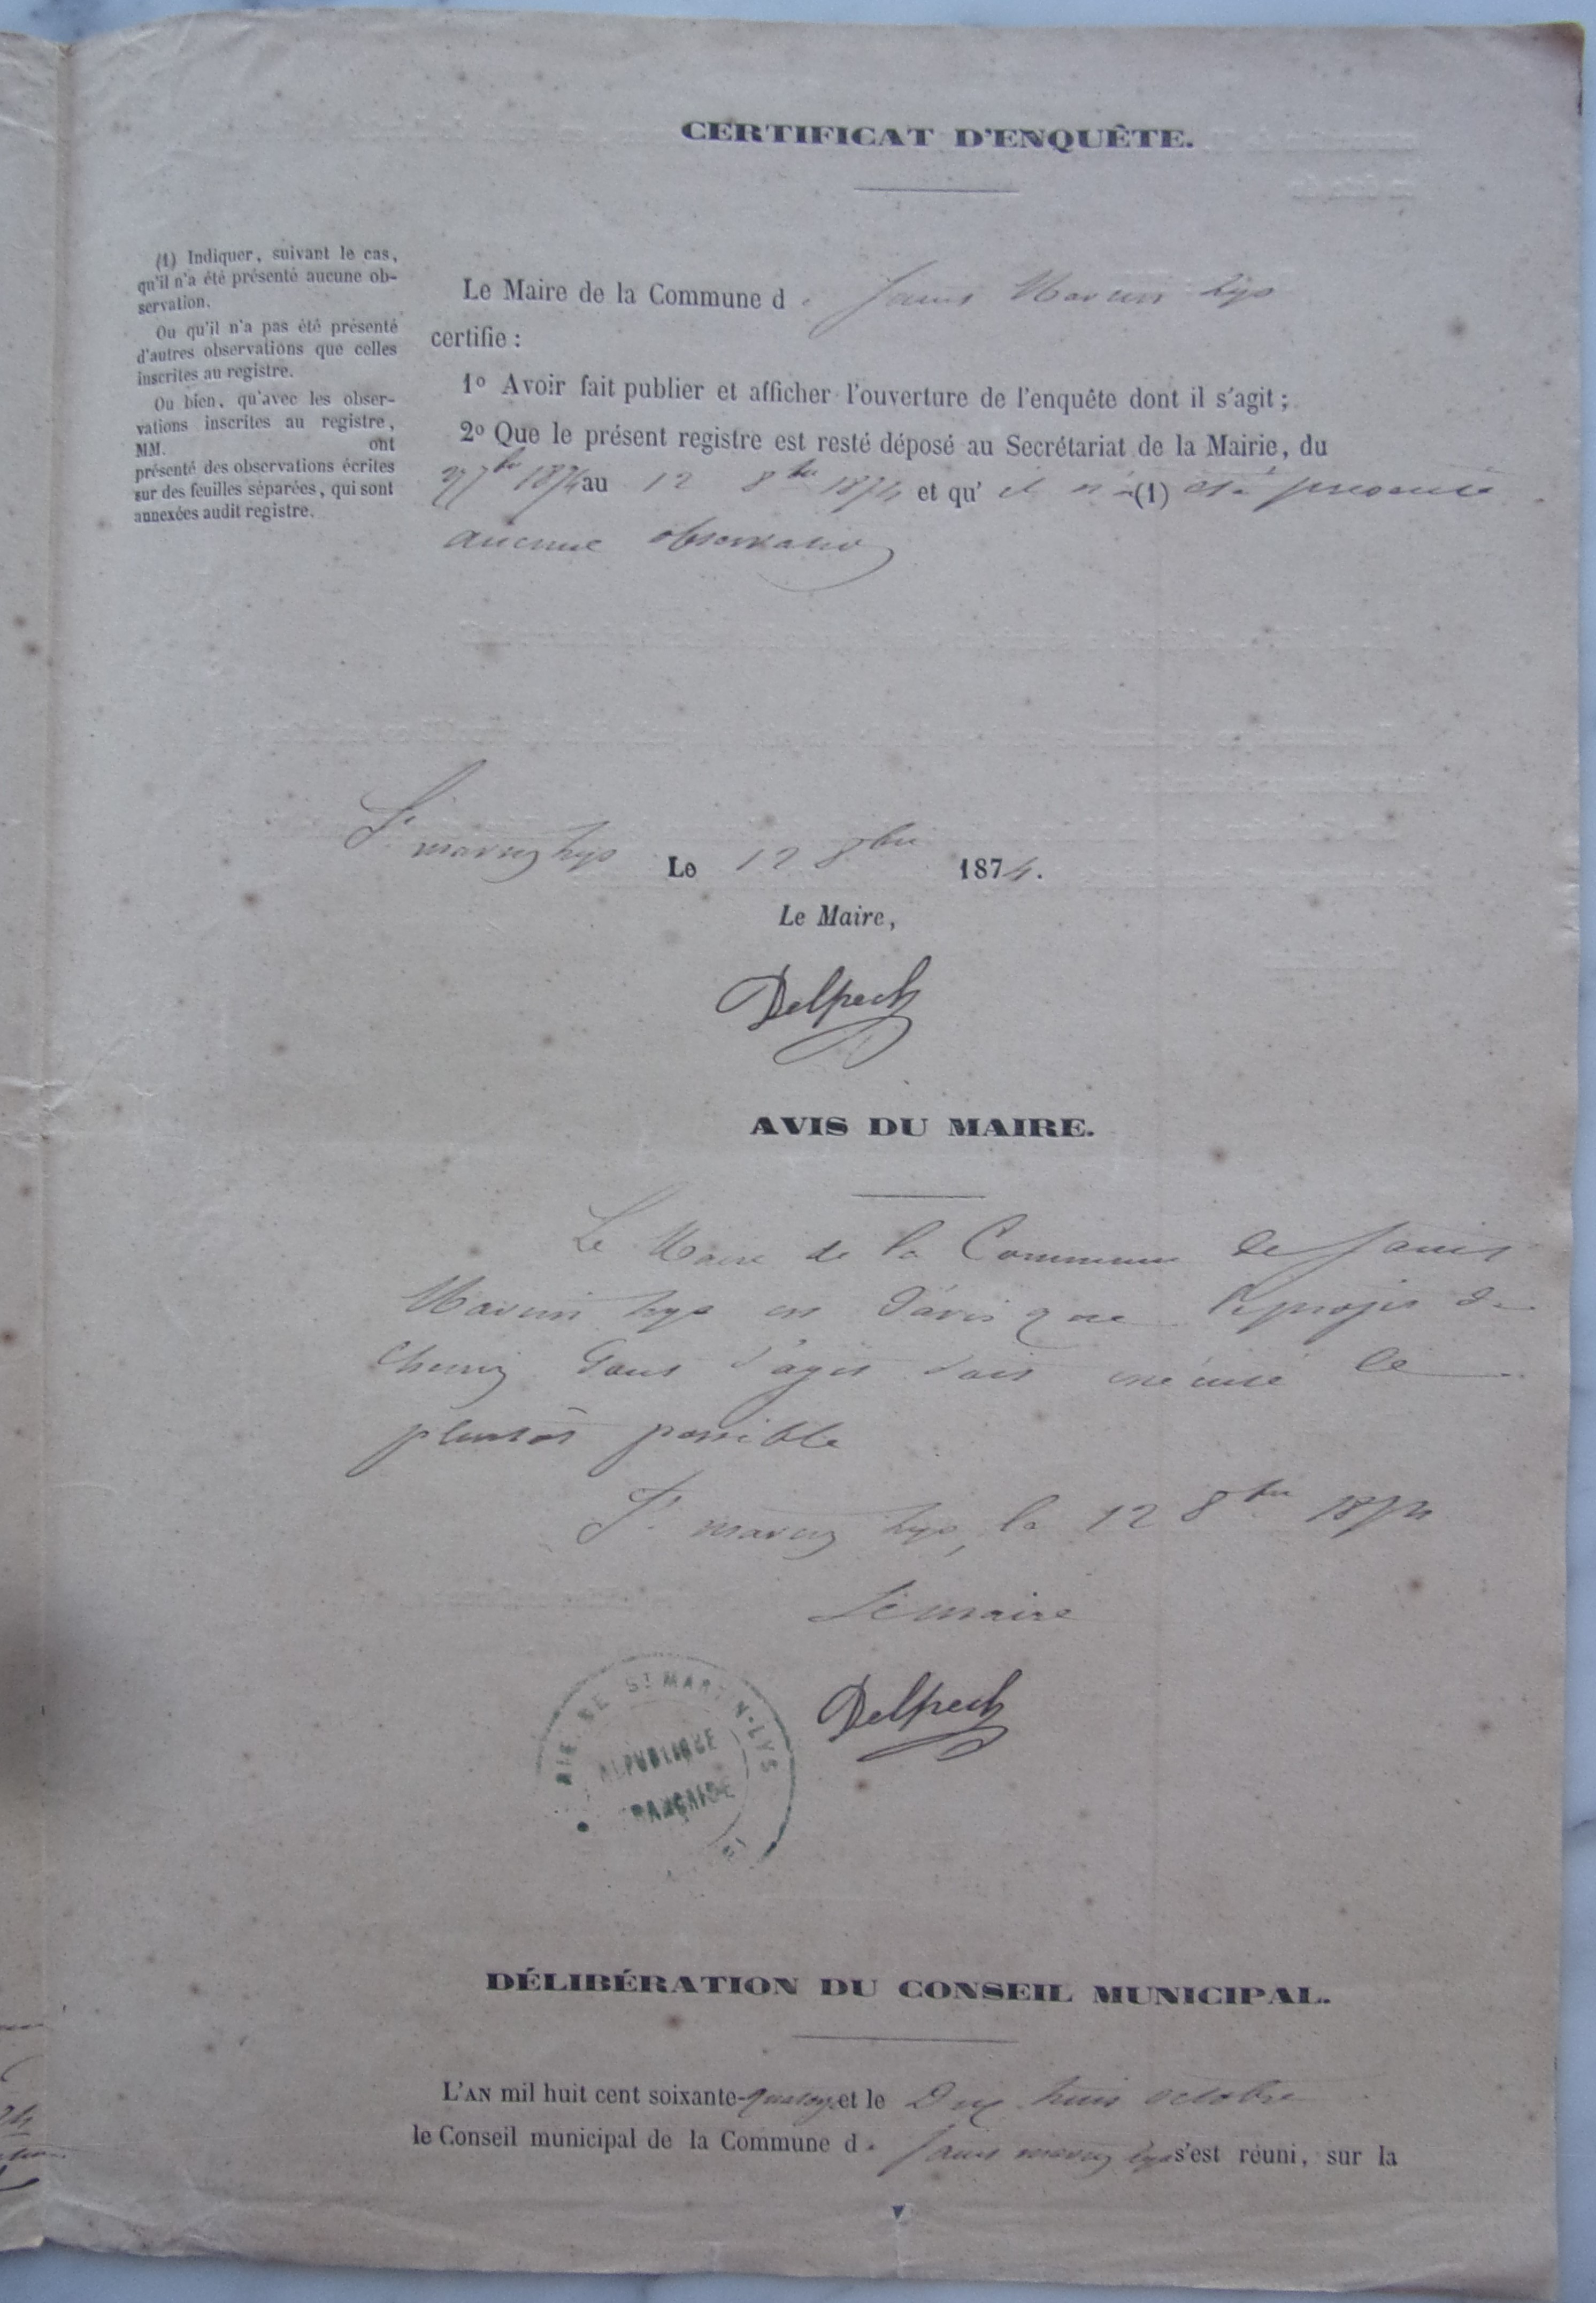 CERTIFICAT D'ENQUÊTE.
(1) Indiquer, suivant le cas,
qu'il n'a été présenté aucune ob-
servation.
Ou qu'il n'a pas été présenté
d'autres observations que celles
inscrites au registre.
Ou bien, qu'avec les obser-
vations inscrites au registre,
MM. ont
présenté des observations écrites
sur des feuilles séparées, qui sont
annexées audit registre.
Le Maire de la Commune de Saint Martin Lys
certifie :
1º Avoir fait publier et afficher l'ouverture de l'enquête dont il s'agit ;
2º Que le présent registre est resté déposé au Secrétariat de la Mairie, du
27 7bre 1874 au 12 8bre 1874 et qu'il n'a (1) été présenté
aucune observation
St martin lys Le 12 8bre 1874.
Le Maire,
Delpech
AVIS DU MAIRE.
Le Maire de la Commune de Saint
Martin Lys est d'avis que le projet de
chemin dont s'agit soit exécuté le
plustôt possible
St martin lys, le 12 8bre 1874
Le maire
Delpech
RIE DE ST MARTIN-LYS
RÉPUBLIQUE
FRANÇAISE
DÉLIBÉRATION DU CONSEIL MUNICIPAL.
L'AN mil huit cent soixante-quatorze et le Dix huit octobre
le Conseil municipal de la Commune de Saint martin lys s'est réuni, sur la